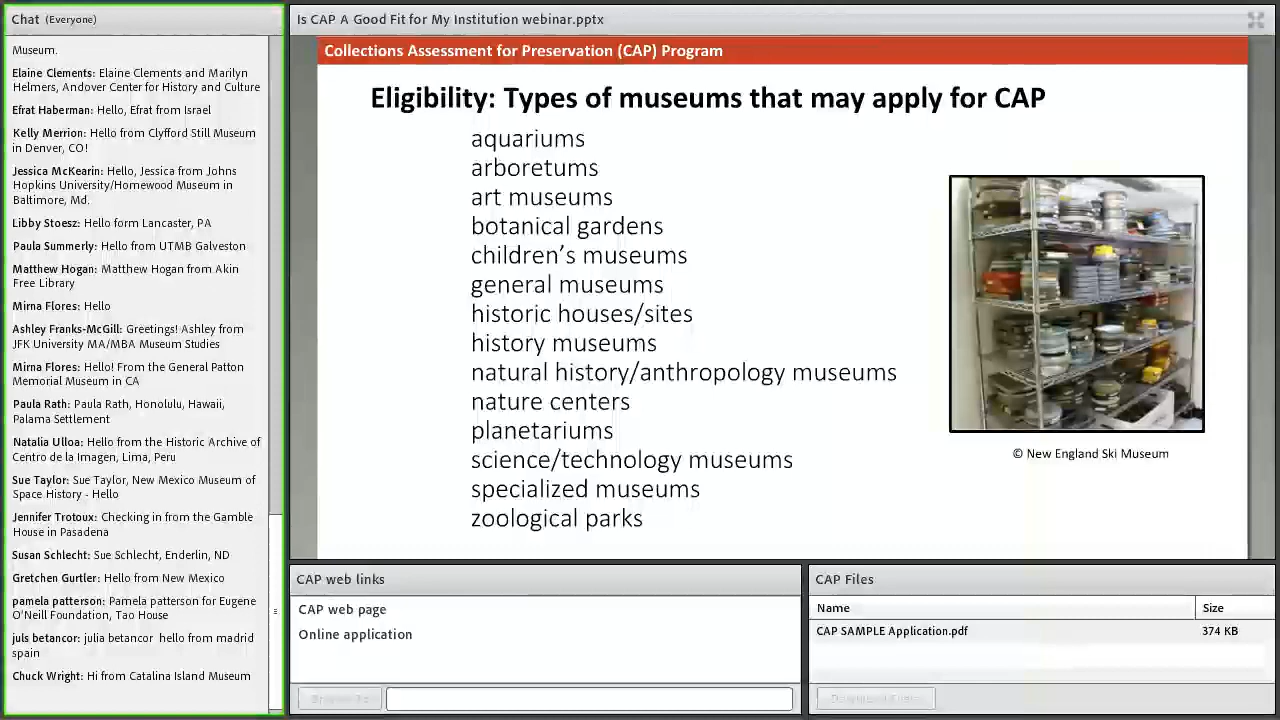 Chat (Everyone)
Museum.
Elaine Clements: Elaine Clements and Marilyn
Helmers, Andover Center for History and Culture
Efrat Haberman: Hello, Efrat from Israel
Kelly Merrion: Hello from Clyfford Still Museum
in Denver, CO!
Jessica McKearin: Hello, Jessica from Johns
Hopkins University/Homewood Museum in
Baltimore, Md.
Libby Stoesz: Hello form Lancaster, PA
Paula Summerly: Hello from UTMB Galveston
Matthew Hogan: Matthew Hogan from Akin
Free Library
Mirna Flores: Hello
Ashley Franks-McGill: Greetings! Ashley from
JFK University MA/MBA Museum Studies
Mirna Flores: Hello! From the General Patton
Memorial Museum in CA
Paula Rath: Paula Rath, Honolulu, Hawaii,
Palama Settlement
Natalia Ulloa: Hello from the Historic Archive of
Centro de la Imagen, Lima, Peru
Sue Taylor: Sue Taylor, New Mexico Museum of
Space History - Hello
Jennifer Trotoux: Checking in from the Gamble
House in Pasadena
Susan Schlecht: Sue Schlecht, Enderlin, ND
Gretchen Gurtler: Hello from New Mexico
pamela patterson: Pamela patterson for Eugene
O'Neill Foundation, Tao House
juls betancor: julia betancor hello from madrid
spain
Chuck Wright: Hi from Catalina Island Museum
Is CAP A Good Fit for My Institution webinar.pptx
Collections Assessment for Preservation (CAP) Program
Eligibility: Types of museums that may apply for CAP
aquariums
arboretums
art museums
botanical gardens
children’s museums
general museums
historic houses/sites
history museums
natural history/anthropology museums
nature centers
planetariums
science/technology museums
specialized museums
zoological parks
© New England Ski Museum
CAP web links
CAP web page
Online application
Browse To
CAP Files
Name Size
CAP SAMPLE Application.pdf 374 KB
Download File(s)